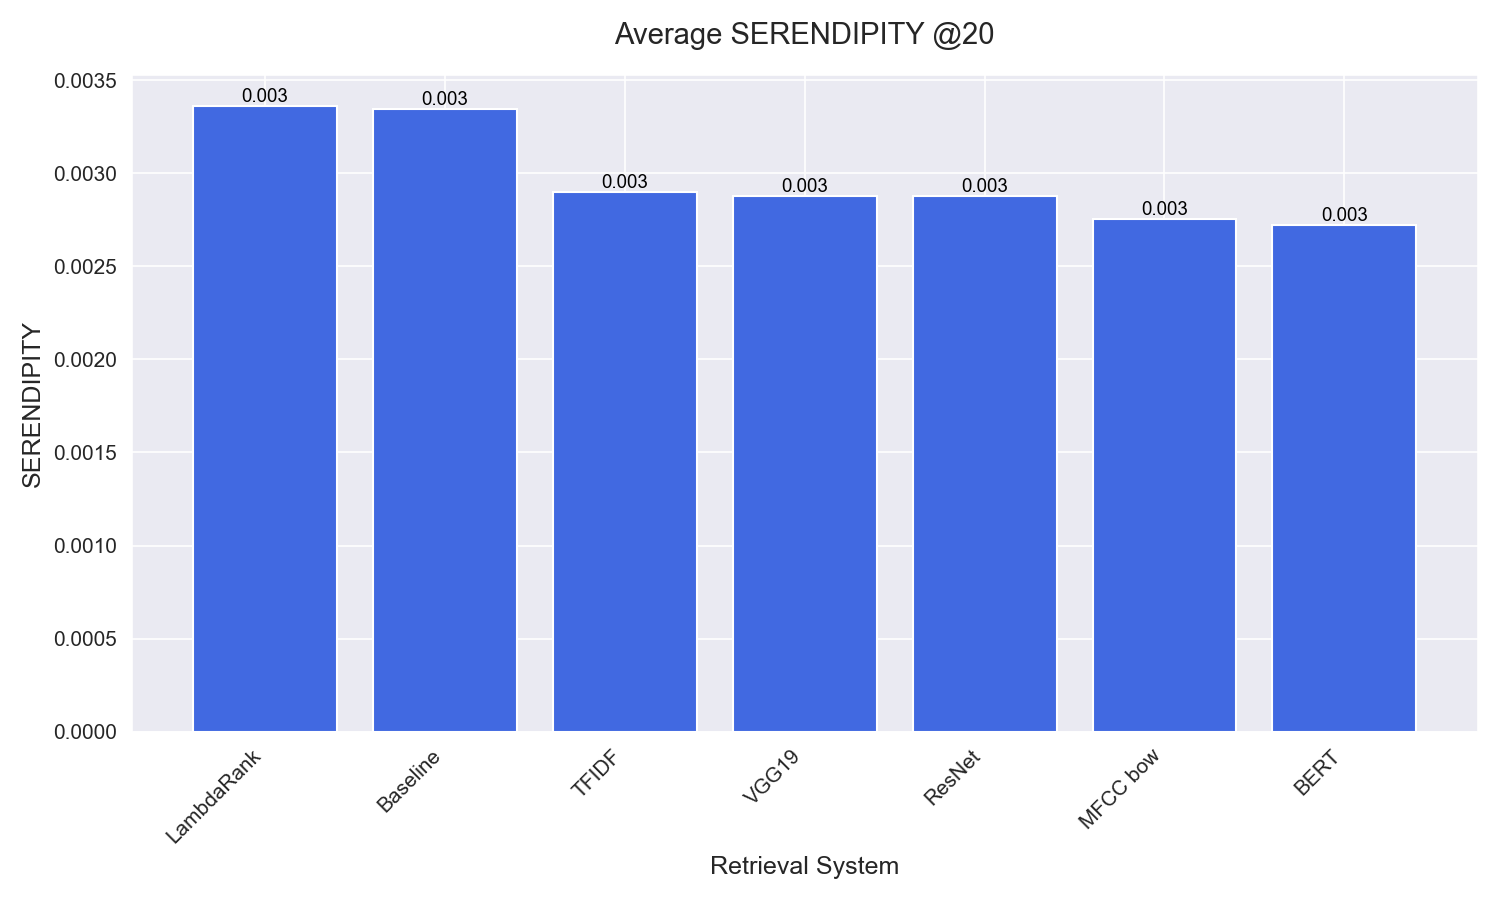 Average SERENDIPITY @20
0.0035
0.0030
0.0025
0.0020
0.0015
0.0010
0.0005
0.0000
SERENDIPITY
0.003
0.003
0.003
0.003
0.003
0.003
0.003
LambdaRank
Baseline
TFIDF
VGG19
ResNet
MFCC bow
BERT
Retrieval System